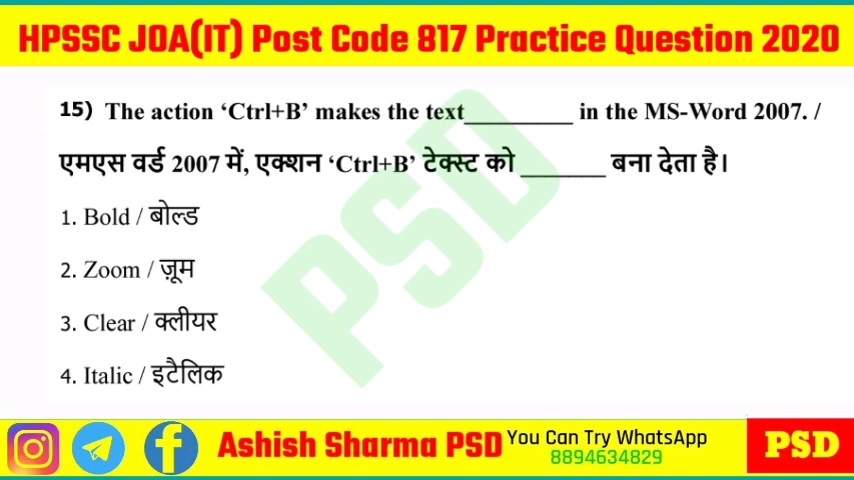 HPSSC JOA(IT) Post Code 817 Practice Question 2020
15) The action ‘Ctrl+B’ makes the text_________ in the MS-Word 2007. /
एमएस वर्ड 2007 में, एक्शन ‘Ctrl+B’ टेक्स्ट को _______ बना देता है।
1. Bold / बोल्ड
2. Zoom / ज़ूम
3. Clear / क्लीयर
4. Italic / इटैलिक
PSD
Ashish Sharma PSD You Can Try WhatsApp PSD
8894634829